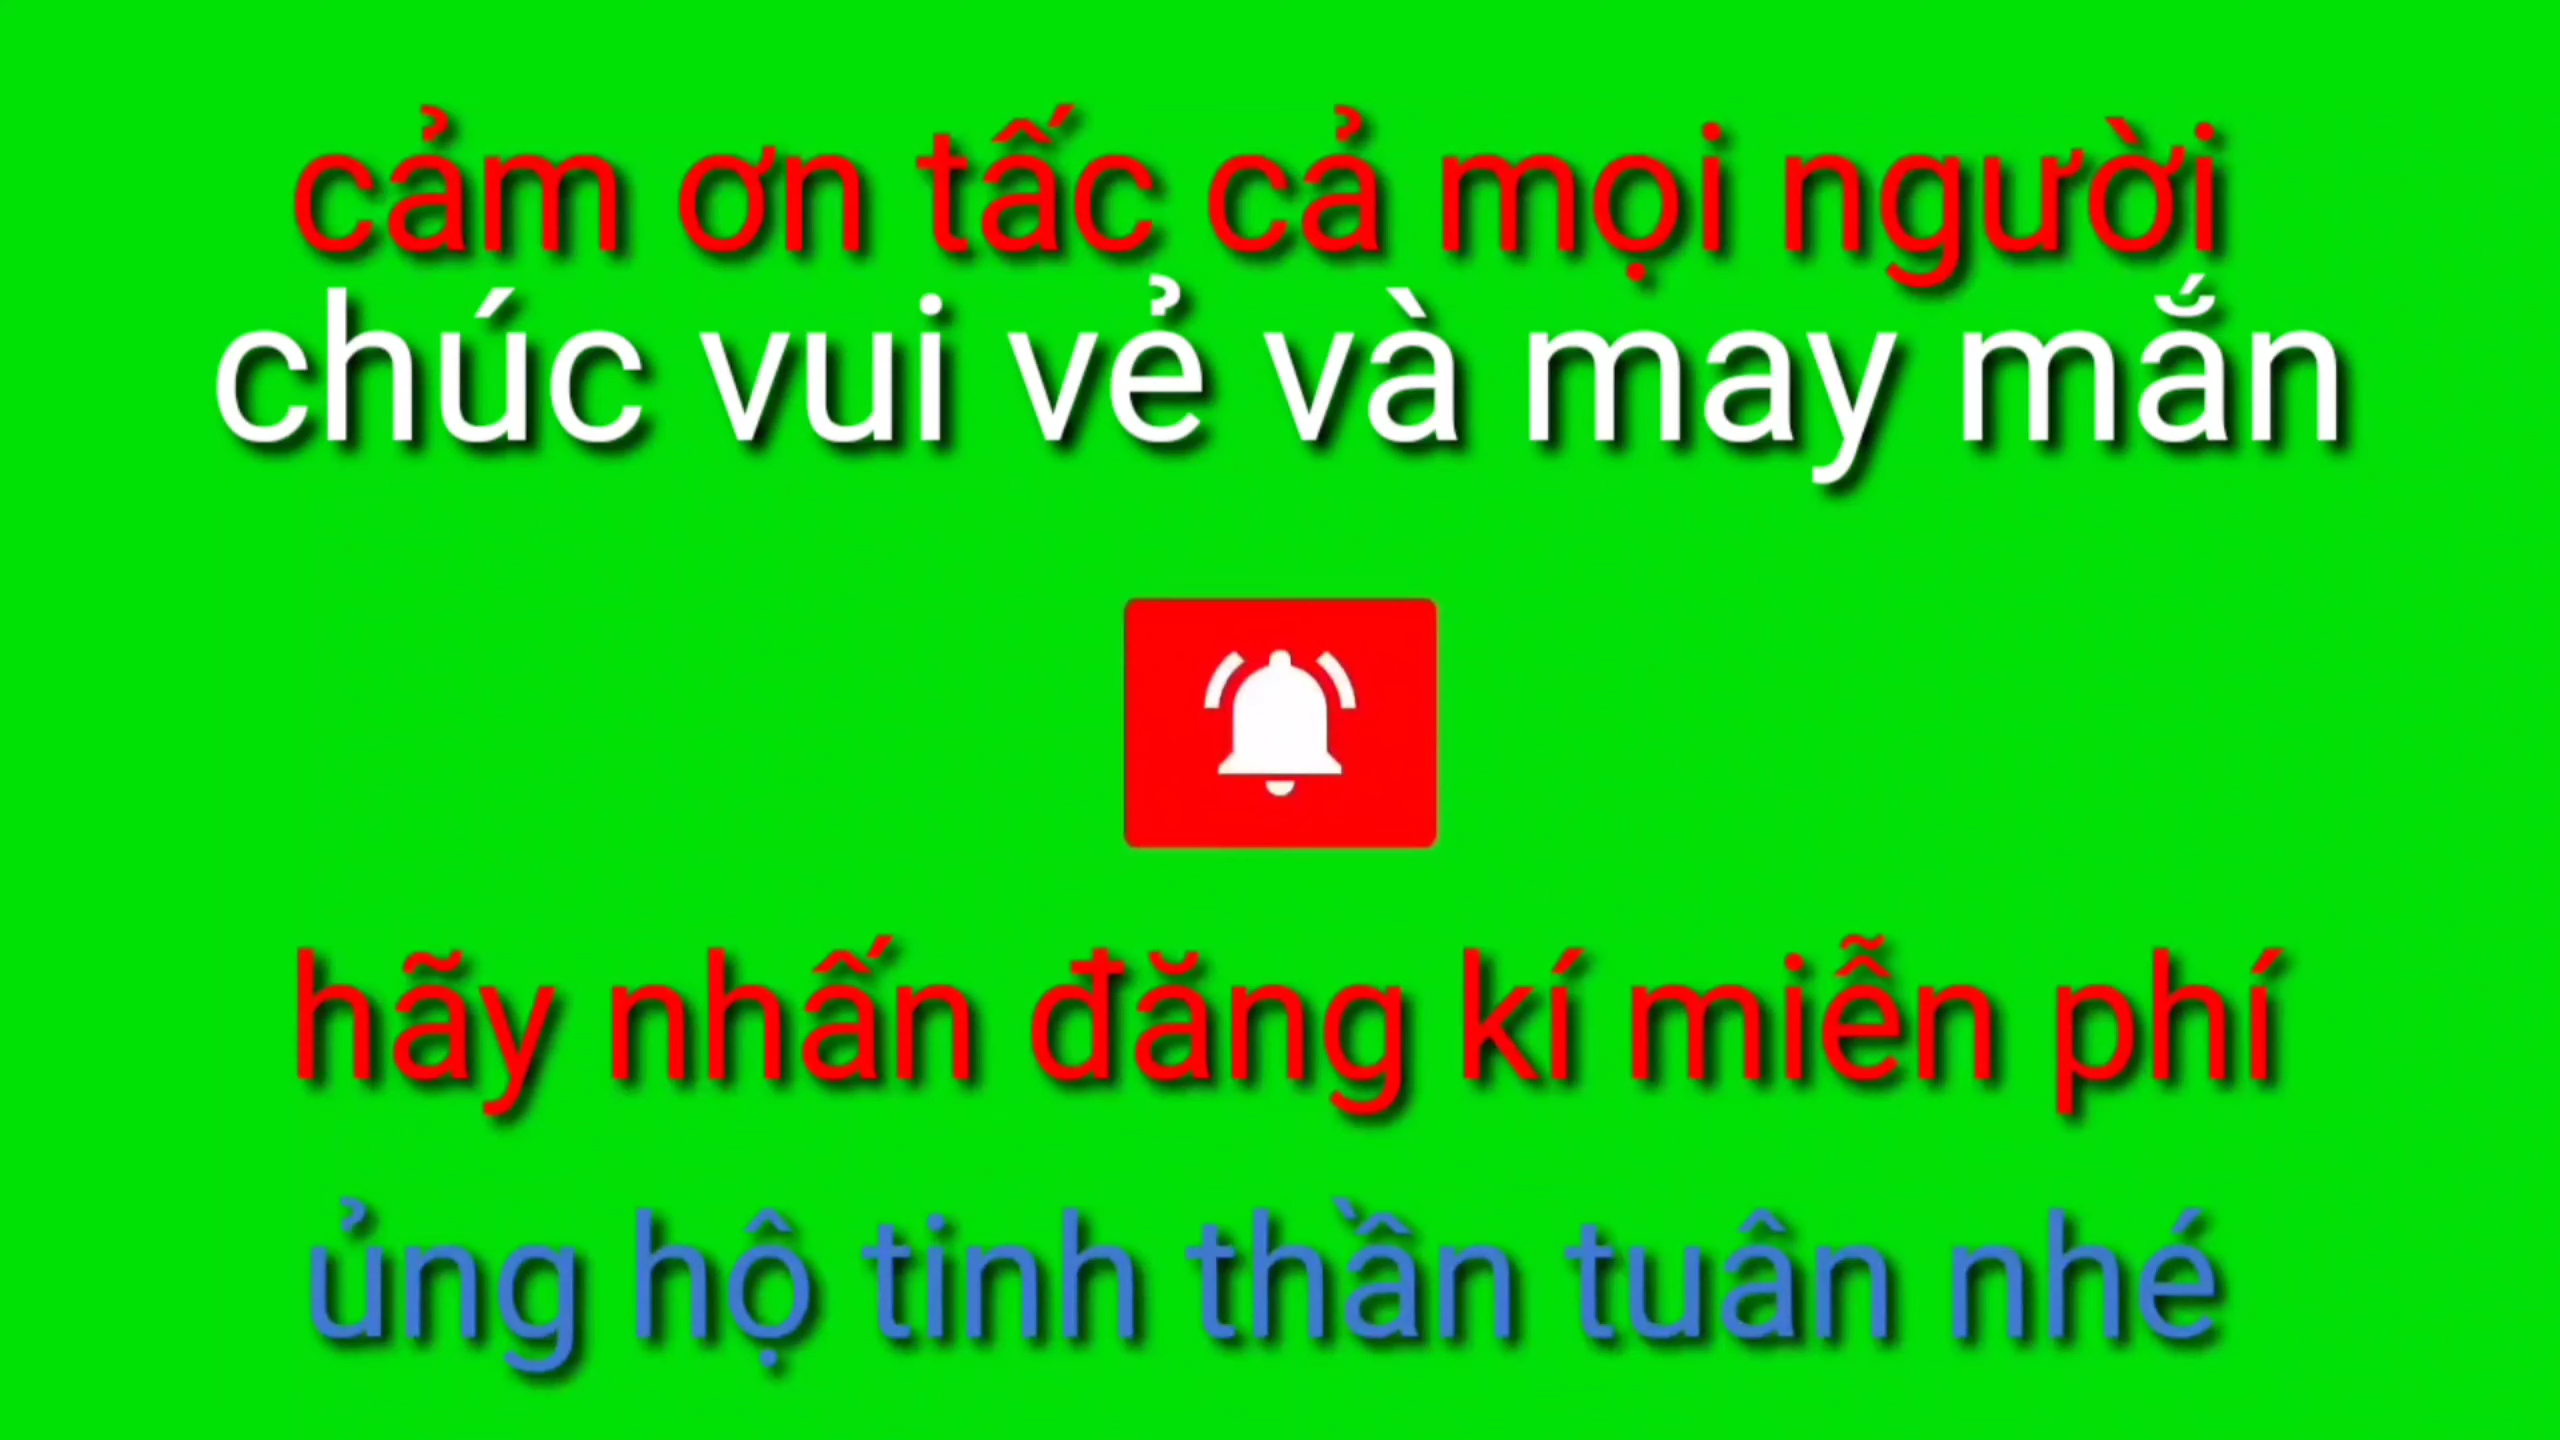 cảm ơn tấc cả mọi người
chúc vui vẻ và may mắn
hãy nhấn đăng kí miễn phí
ủng hộ tinh thần tuân nhé